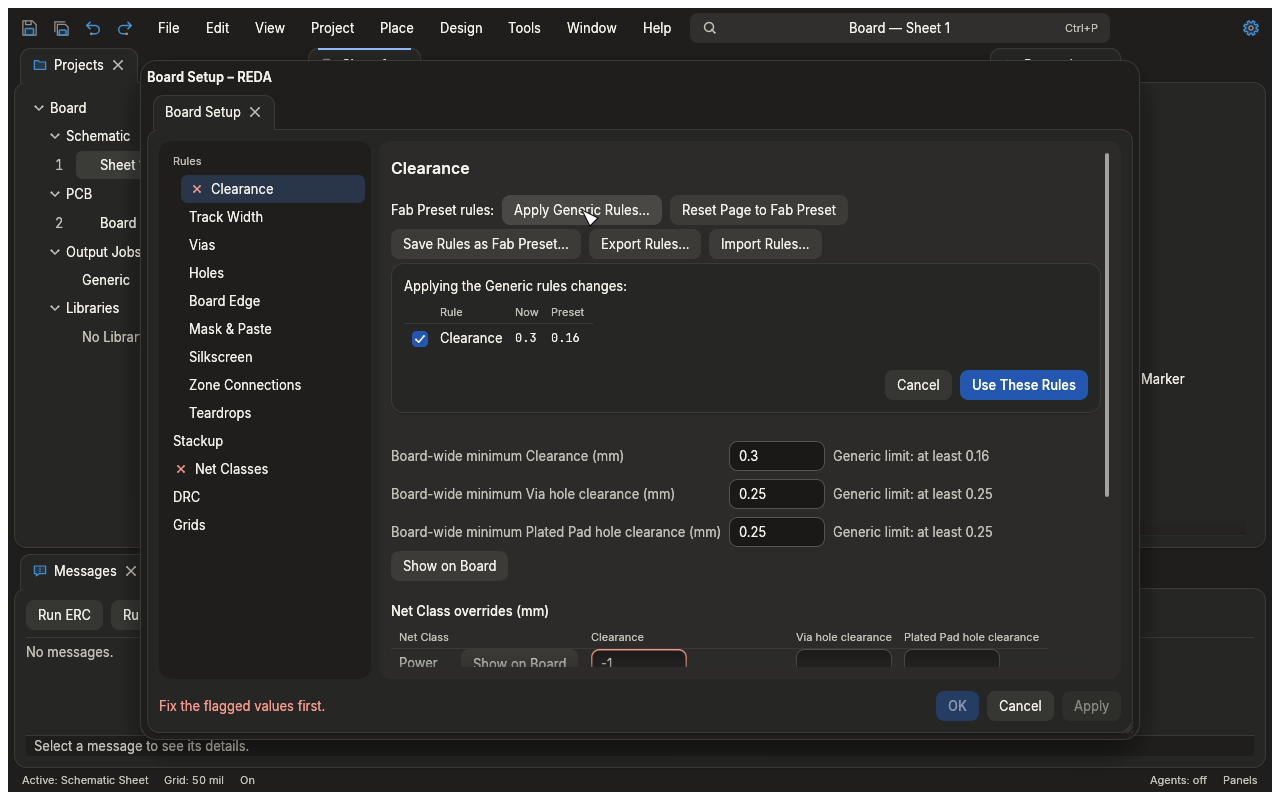 File Edit View Project Place Design Tools Window Help Board — Sheet 1 Ctrl+P
Projects
Board Setup – REDA
Board Setup
Board
Schematic
1 Sheet
PCB
2 Board
Output Jobs
Generic
Libraries
No Librar
Rules
Clearance
Track Width
Vias
Holes
Board Edge
Mask & Paste
Silkscreen
Zone Connections
Teardrops
Stackup
Net Classes
DRC
Grids
Clearance
Fab Preset rules: Apply Generic Rules... Reset Page to Fab Preset
Save Rules as Fab Preset... Export Rules... Import Rules...
Applying the Generic rules changes:
Rule Now Preset
Clearance 0.3 0.16
Cancel Use These Rules
Board-wide minimum Clearance (mm) 0.3 Generic limit: at least 0.16
Board-wide minimum Via hole clearance (mm) 0.25 Generic limit: at least 0.25
Board-wide minimum Plated Pad hole clearance (mm) 0.25 Generic limit: at least 0.25
Show on Board
Net Class overrides (mm)
Net Class Clearance Via hole clearance Plated Pad hole clearance
Power Show on Board -1
Fix the flagged values first.
OK Cancel Apply
Marker
Messages
Run ERC Ru
No messages.
Select a message to see its details.
Active: Schematic Sheet Grid: 50 mil On Agents: off Panels